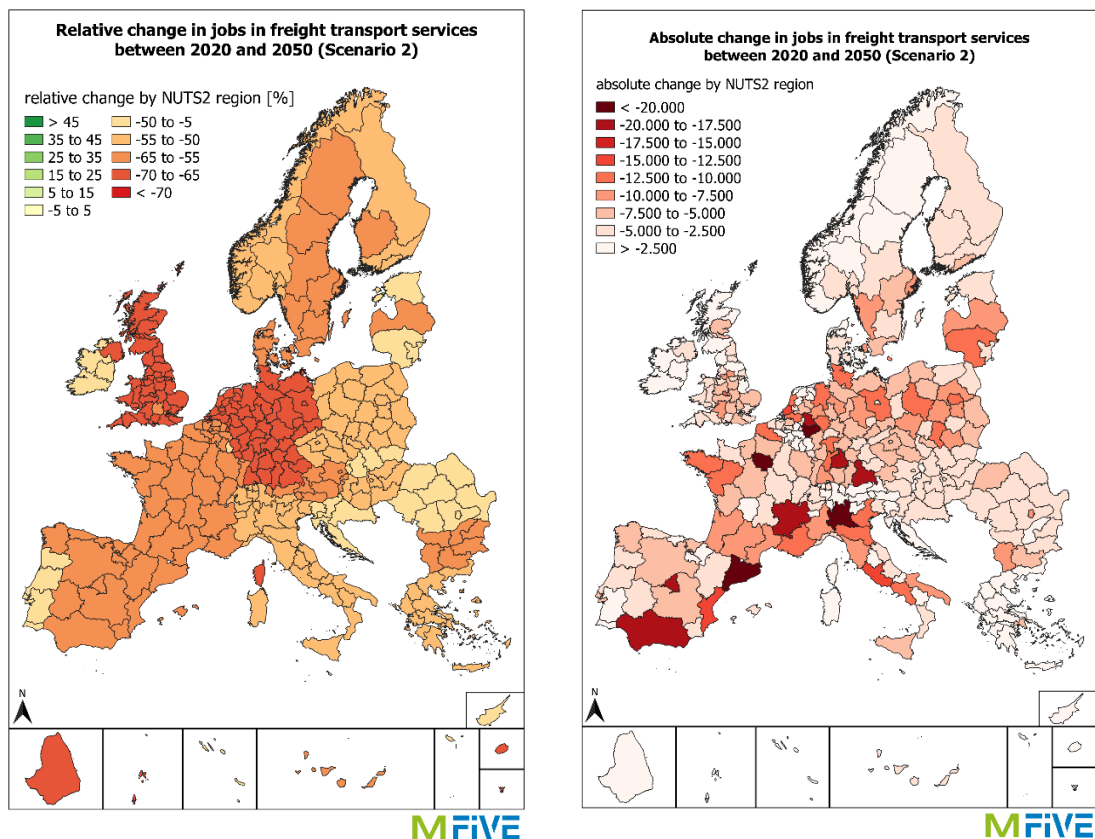 Relative change in jobs in freight transport services
between 2020 and 2050 (Scenario 2)
relative change by NUTS2 region [%]
> 45
35 to 45
25 to 35
15 to 25
5 to 15
-5 to 5
-50 to -5
-55 to -50
-65 to -55
-70 to -65
< -70
N
M FiVE
Absolute change in jobs in freight transport services
between 2020 and 2050 (Scenario 2)
absolute change by NUTS2 region
< -20.000
-20.000 to -17.500
-17.500 to -15.000
-15.000 to -12.500
-12.500 to -10.000
-10.000 to -7.500
-7.500 to -5.000
-5.000 to -2.500
> -2.500
N
M FiVE